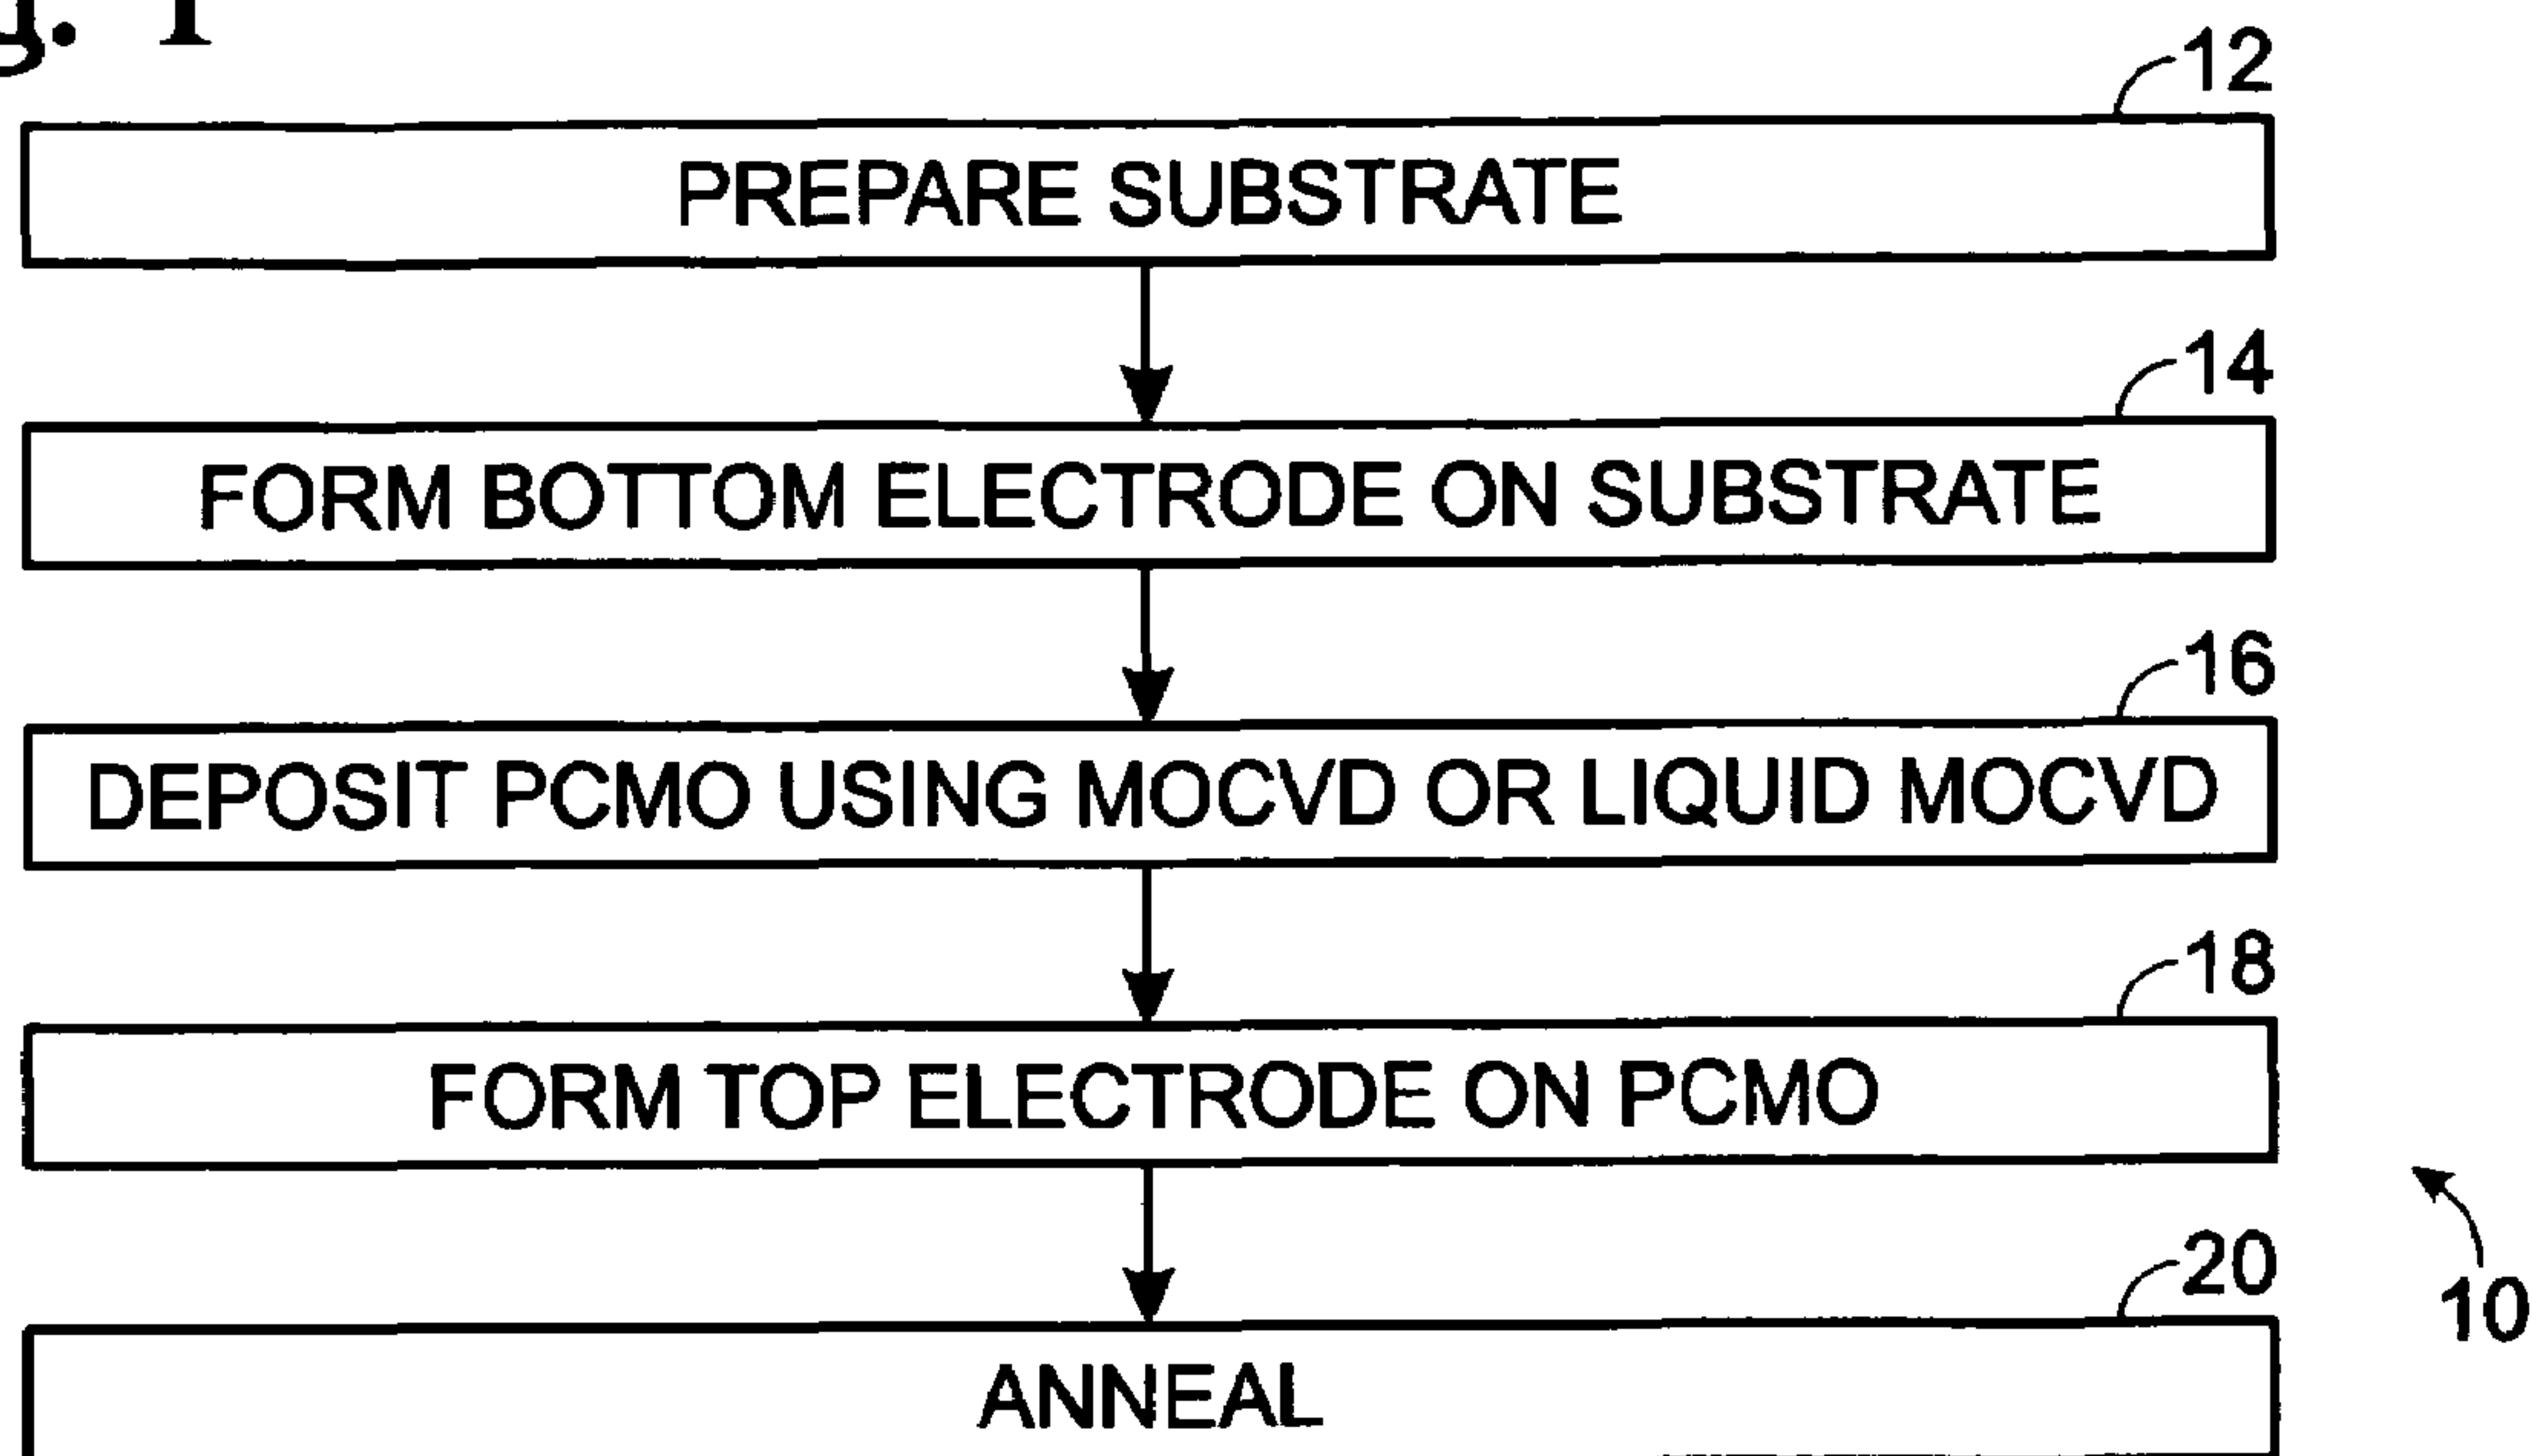 g. 1
12
PREPARE SUBSTRATE
14
FORM BOTTOM ELECTRODE ON SUBSTRATE
16
DEPOSIT PCMO USING MOCVD OR LIQUID MOCVD
18
FORM TOP ELECTRODE ON PCMO
20
10
ANNEAL